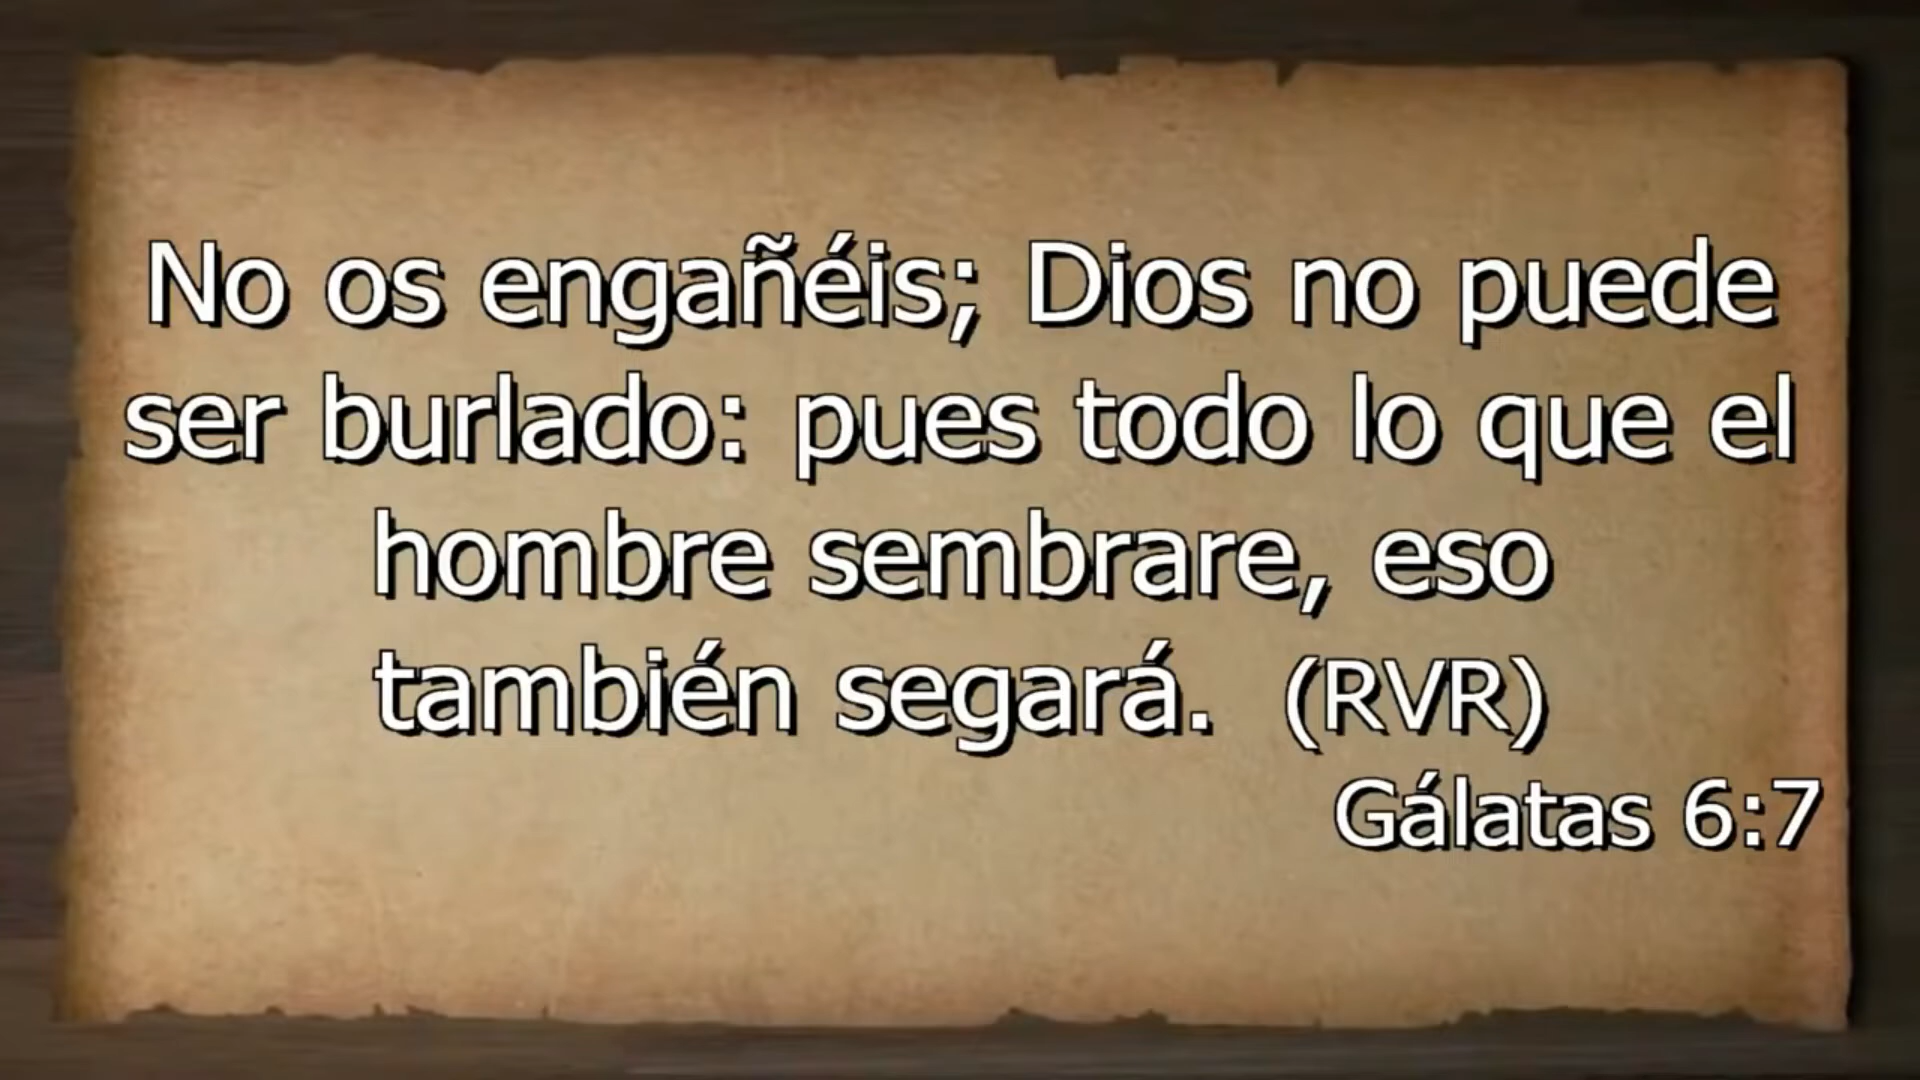 No os engañéis; Dios no puede
ser burlado: pues todo lo que el
hombre sembrare, eso
también segará. (RVR)
Gálatas 6:7